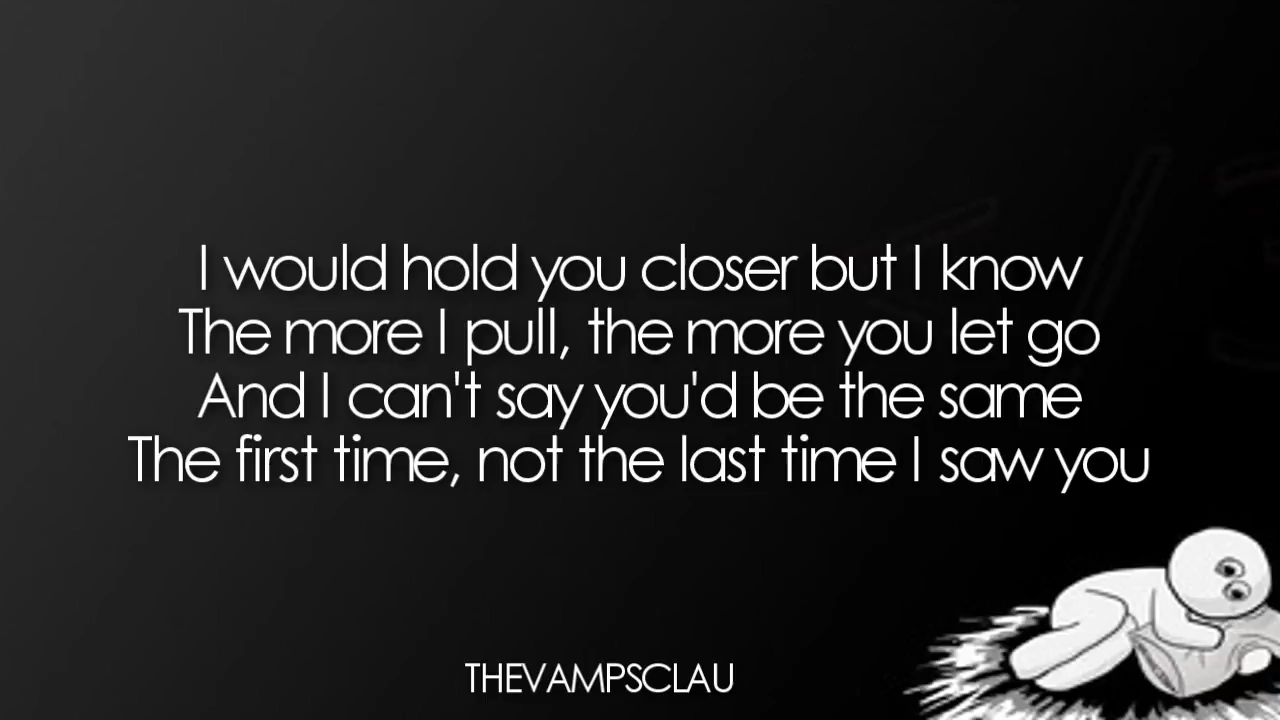 I would hold you closer but I know
The more I pull, the more you let go
And I can't say you'd be the same
The first time, not the last time I saw you
THEVAMPSCLAU